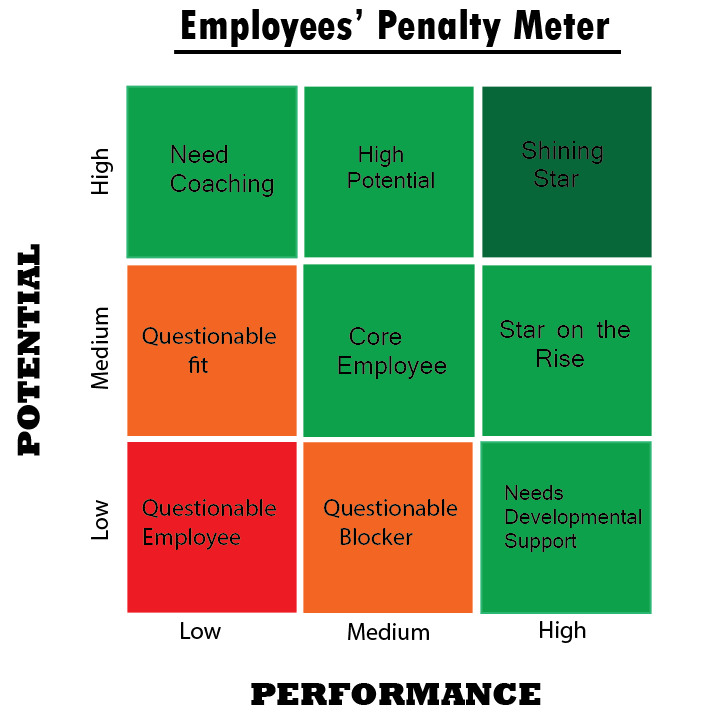 Employees’ Penalty Meter
High
Need
Coaching
High
Potential
Shining
Star
POTENTIAL
Medium
Questionable
fit
Core
Employee
Star on the
Rise
Low
Questionable
Employee
Questionable
Blocker
Needs
Developmental
Support
Low
Medium
High
PERFORMANCE